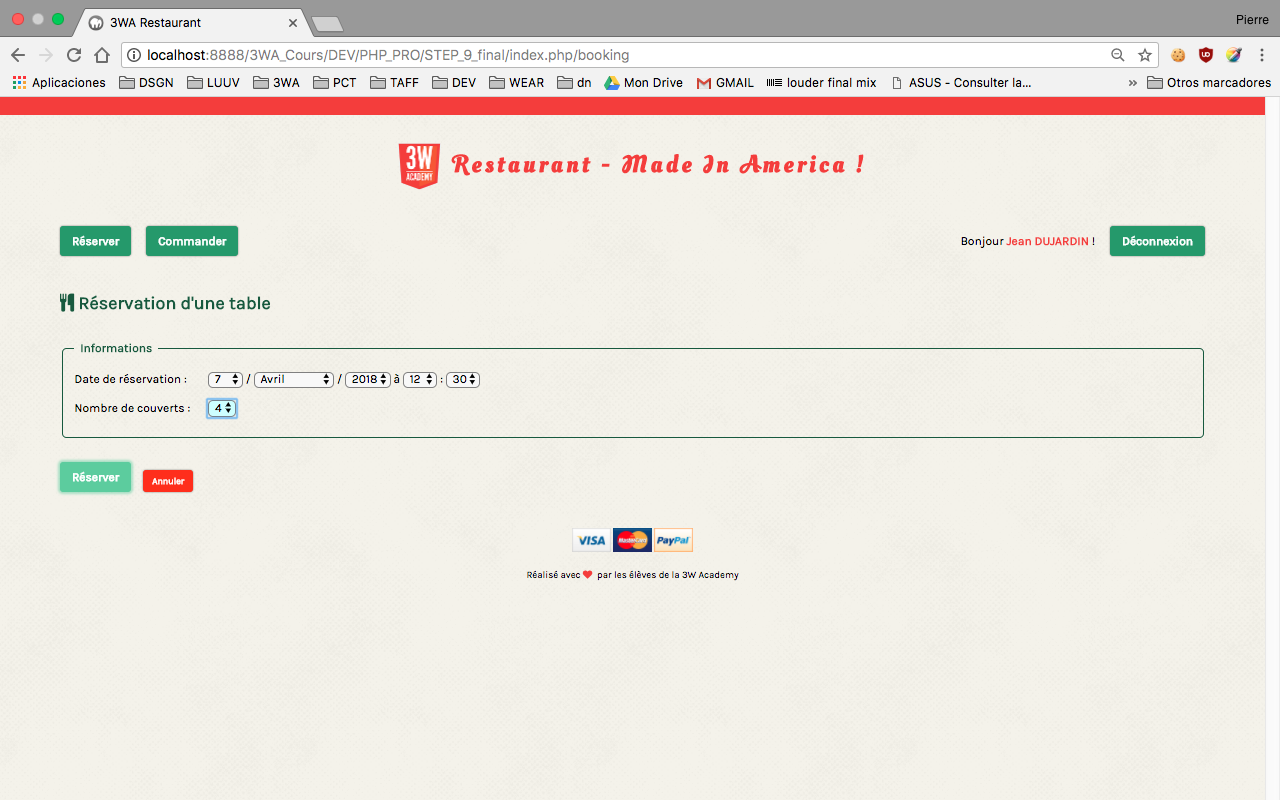 3WA Restaurant
Pierre
localhost:8888/3WA_Cours/DEV/PHP_PRO/STEP_9_final/index.php/booking
Aplicaciones DSGN LUUV 3WA PCT TAFF DEV WEAR dn Mon Drive GMAIL louder final mix ASUS - Consulter la... » Otros marcadores
3W
ACADEMY
Restaurant - Made In America !
Réserver Commander Bonjour Jean DUJARDIN ! Déconnexion
Réservation d'une table
Informations
Date de réservation : 7 / Avril / 2018 à 12 : 30
Nombre de couverts : 4
Réserver Annuler
VISA MasterCard PayPal
Réalisé avec ❤ par les élèves de la 3W Academy